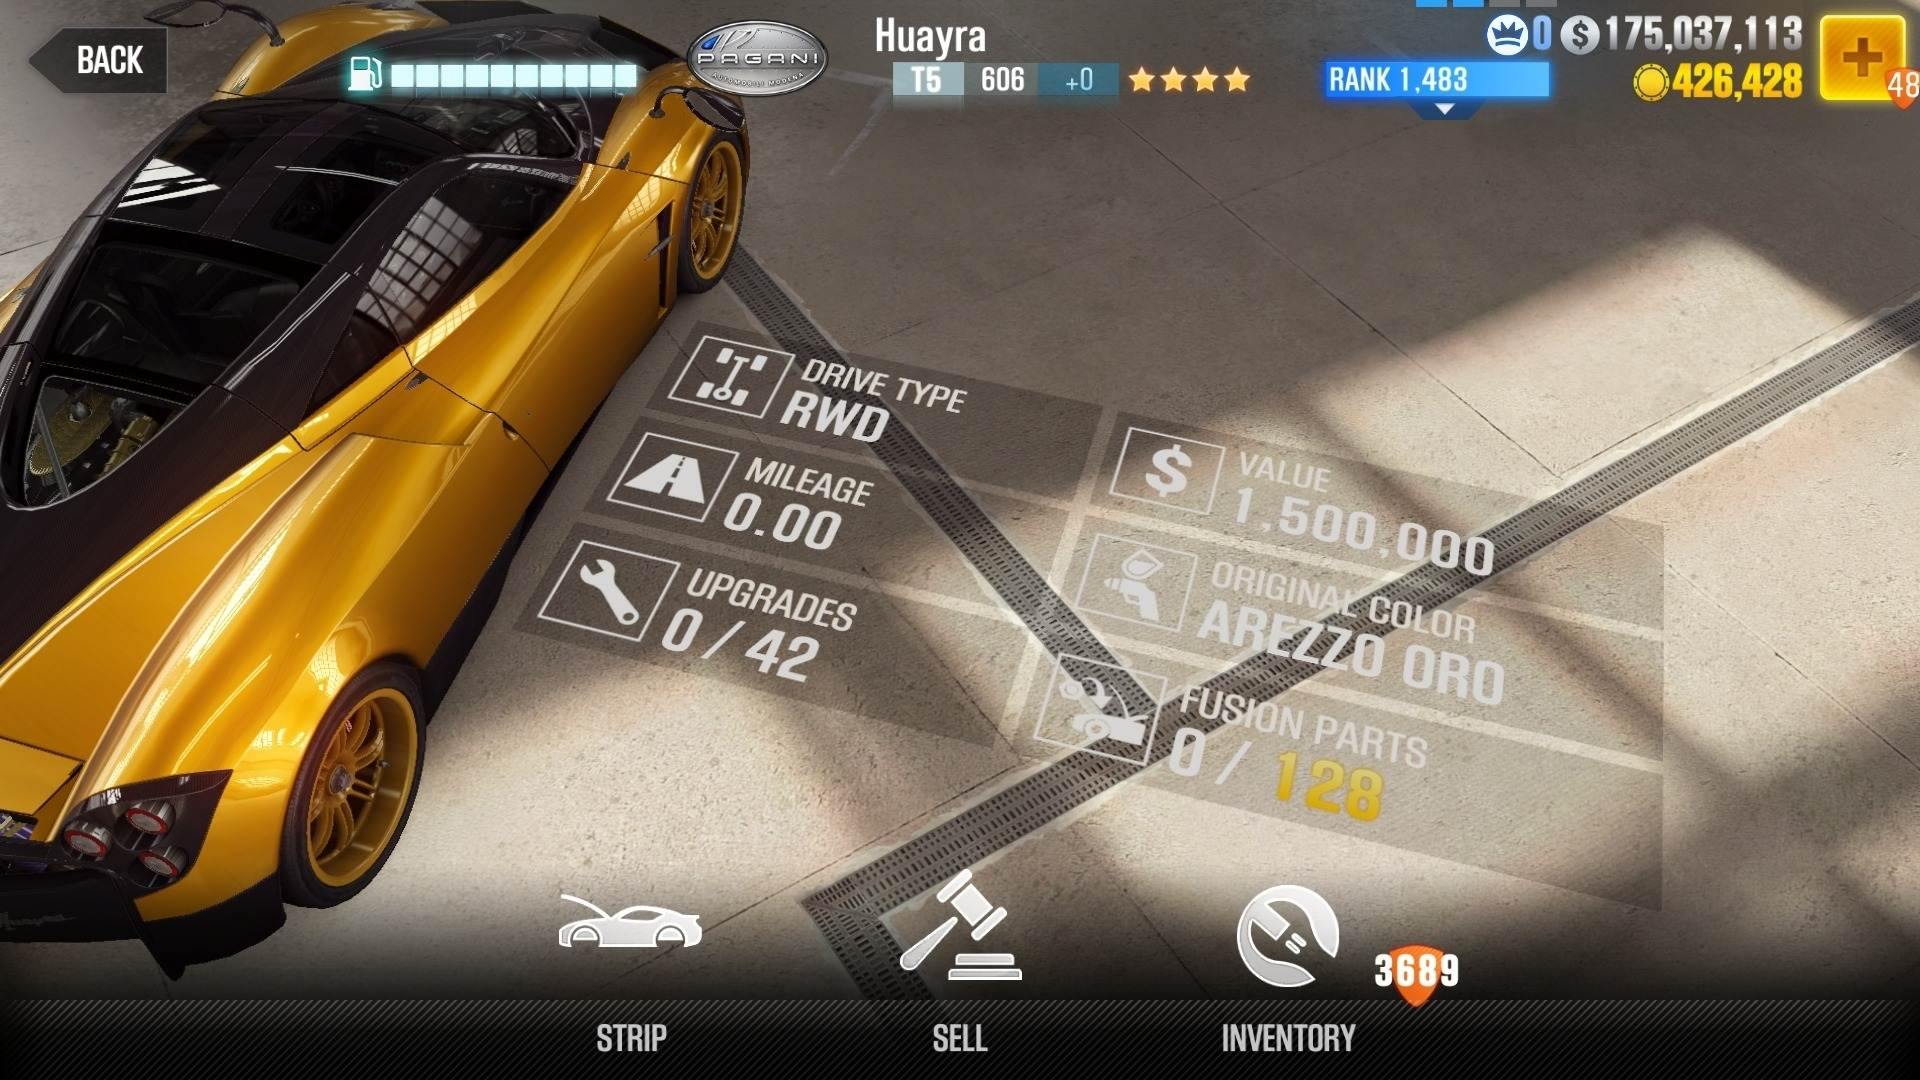 BACK
PAGANI
AUTOMOBILI MODENA
Huayra
T5 606 +0
RANK 1,483
0 $ 175,037,113
426,428
48
DRIVE TYPE
RWD
MILEAGE
0.00
UPGRADES
0 / 42
$ VALUE
1,500,000
ORIGINAL COLOR
AREZZO ORO
FUSION PARTS
0 / 128
STRIP
SELL
INVENTORY
3689